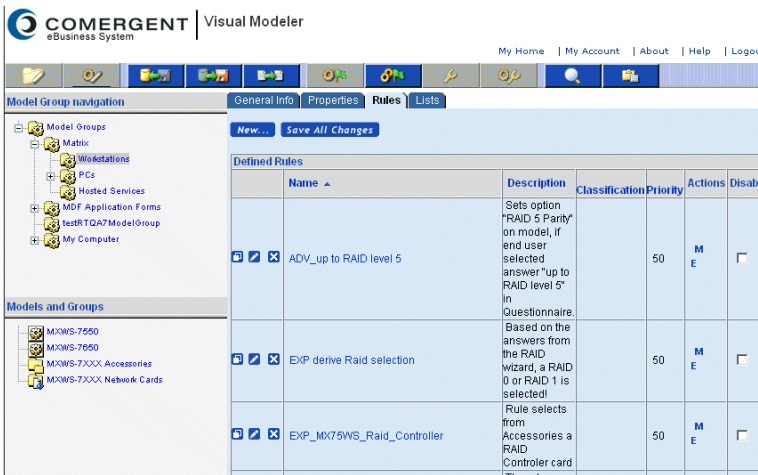 COMERGENT
eBusiness System
Visual Modeler
My Home | My Account | About | Help | Logou
Model Group navigation
General Info
Properties
Rules
Lists
Model Groups
Matrix
Workstations
PCs
Hosted Services
MDF Application Forms
testRTQA7ModelGroup
My Computer
New...
Save All Changes
Defined Rules
Name
Description
Classification
Priority
Actions
Disab
ADV_up to RAID level 5
Sets option
"RAID 5 Parity"
on model, if
end user
selected
answer "up to
RAID level 5"
in
Questionnaire.
50
M
E
EXP derive Raid selection
Based on the
answers from
the RAID
wizard, a RAID
0 or RAID 1 is
selected!
50
M
E
EXP_MX75WS_Raid_Controller
Rule selects
from
Accessories a
RAID
Controler card
50
M
E
Models and Groups
MXWS-7550
MXWS-7650
MXWS-7XXX Accessories
MXWS-7XXX Network Cards